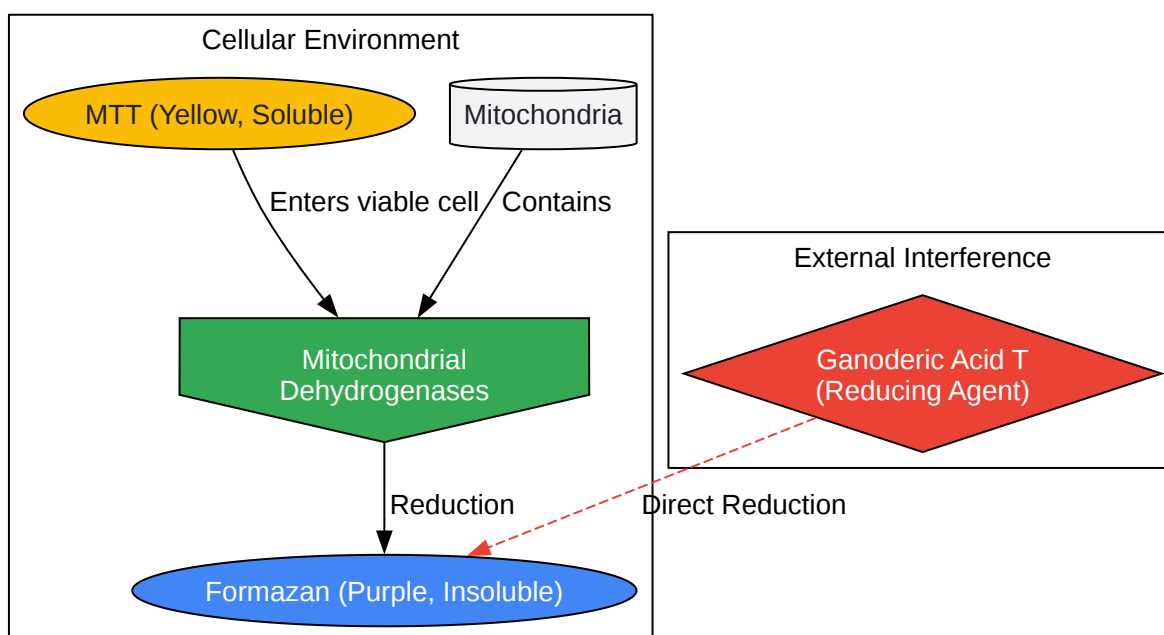 Cellular Environment
MTT (Yellow, Soluble)
Mitochondria
Enters viable cell
Contains
External Interference
Mitochondrial
Dehydrogenases
Ganoderic Acid T
(Reducing Agent)
Reduction
Direct Reduction
Formazan (Purple, Insoluble)